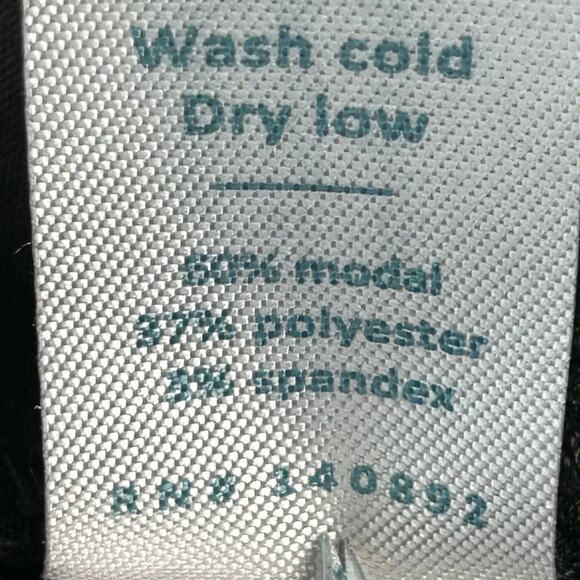 Wash cold
Dry low
60% modal
37% polyester
3% spandex
RN# 140892